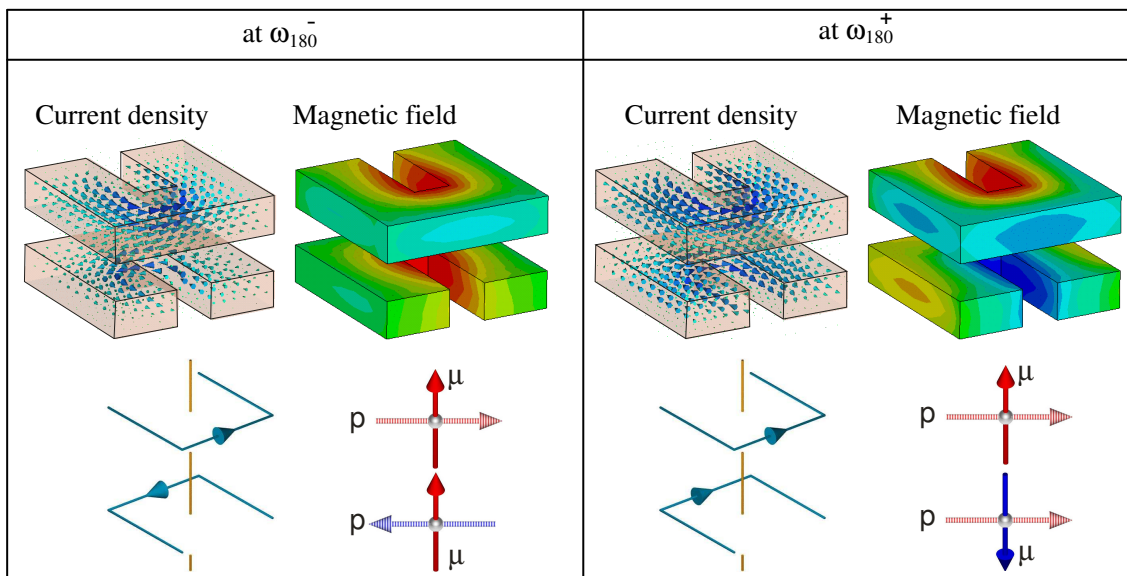 at ω₁₈₀⁻
at ω₁₈₀⁺
Current density
Magnetic field
Current density
Magnetic field
μ
p
p
μ
μ
p
p
μ